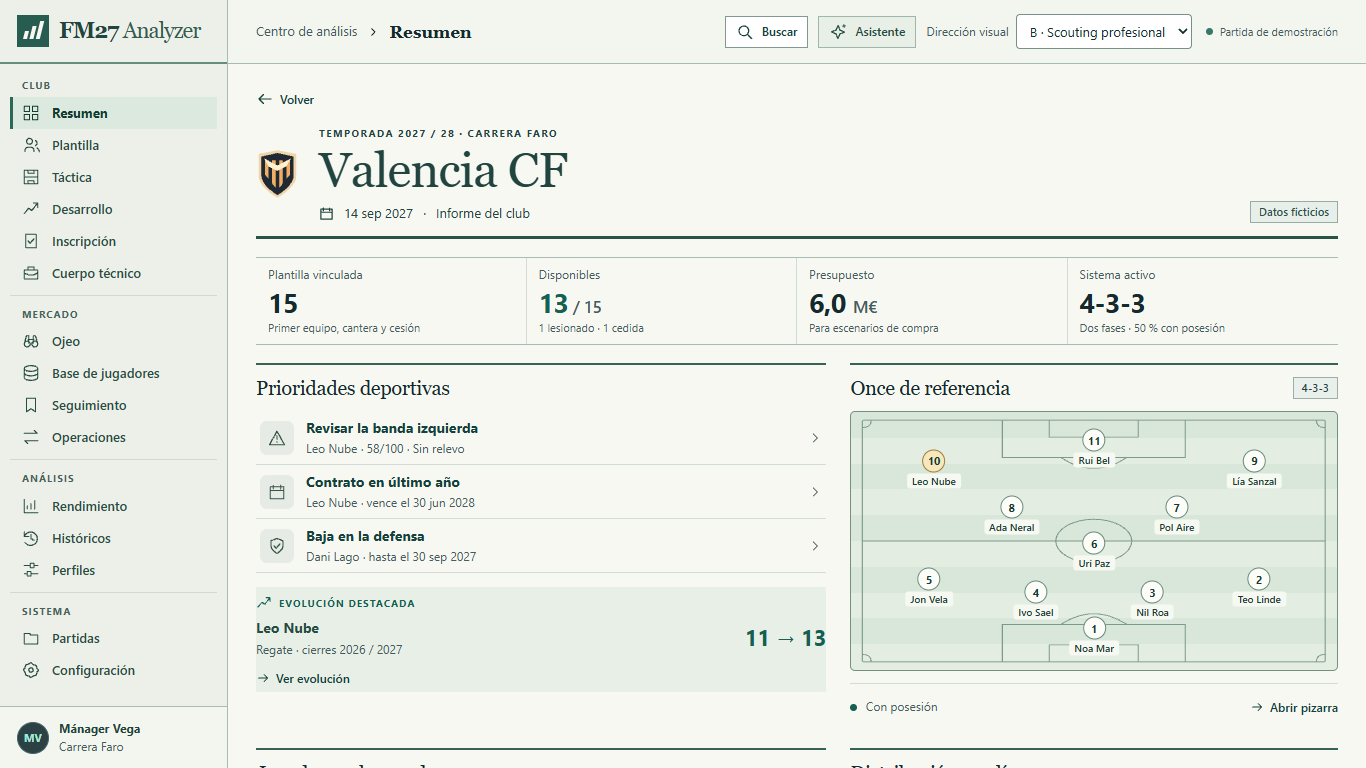 FM27 Analyzer
Centro de análisis > Resumen
Buscar
Asistente
Dirección visual
B · Scouting profesional
Partida de demostración
CLUB
Resumen
Plantilla
Táctica
Desarrollo
Inscripción
Cuerpo técnico
MERCADO
Ojeo
Base de jugadores
Seguimiento
Operaciones
ANÁLISIS
Rendimiento
Históricos
Perfiles
SISTEMA
Partidas
Configuración
MV
Mánager Vega
Carrera Faro
← Volver
TEMPORADA 2027 / 28 · CARRERA FARO
Valencia CF
14 sep 2027 · Informe del club
Datos ficticios
Plantilla vinculada
15
Primer equipo, cantera y cesión
Disponibles
13 / 15
1 lesionado · 1 cedida
Presupuesto
6,0 M€
Para escenarios de compra
Sistema activo
4-3-3
Dos fases · 50 % con posesión
Prioridades deportivas
Revisar la banda izquierda
Leo Nube · 58/100 · Sin relevo
Contrato en último año
Leo Nube · vence el 30 jun 2028
Baja en la defensa
Dani Lago · hasta el 30 sep 2027
EVOLUCIÓN DESTACADA
Leo Nube
Regate · cierres 2026 / 2027
11 → 13
→ Ver evolución
Once de referencia
4-3-3
11
Rui Bel
10
Leo Nube
9
Lía Sanzal
8
Ada Neral
7
Pol Aire
6
Uri Paz
5
Jon Vela
4
Ivo Sael
3
Nil Roa
2
Teo Linde
1
Noa Mar
Con posesión
→ Abrir pizarra